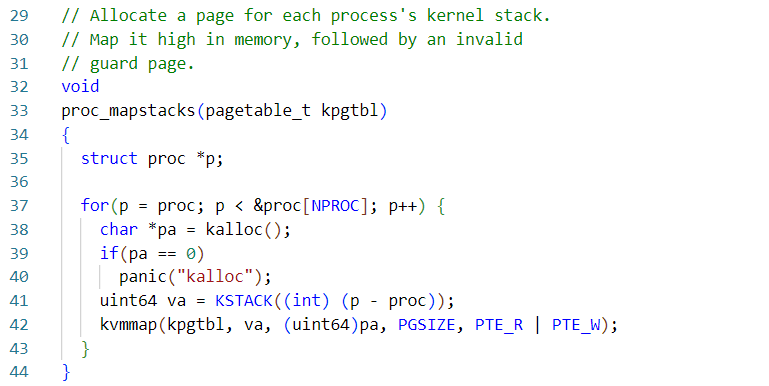 29 // Allocate a page for each process's kernel stack.
30 // Map it high in memory, followed by an invalid
31 // guard page.
32 void
33 proc_mapstacks(pagetable_t kpgtbl)
34 {
35   struct proc *p;
36
37   for(p = proc; p < &proc[NPROC]; p++) {
38     char *pa = kalloc();
39     if(pa == 0)
40       panic("kalloc");
41     uint64 va = KSTACK((int) (p - proc));
42     kvmmap(kpgtbl, va, (uint64)pa, PGSIZE, PTE_R | PTE_W);
43   }
44 }